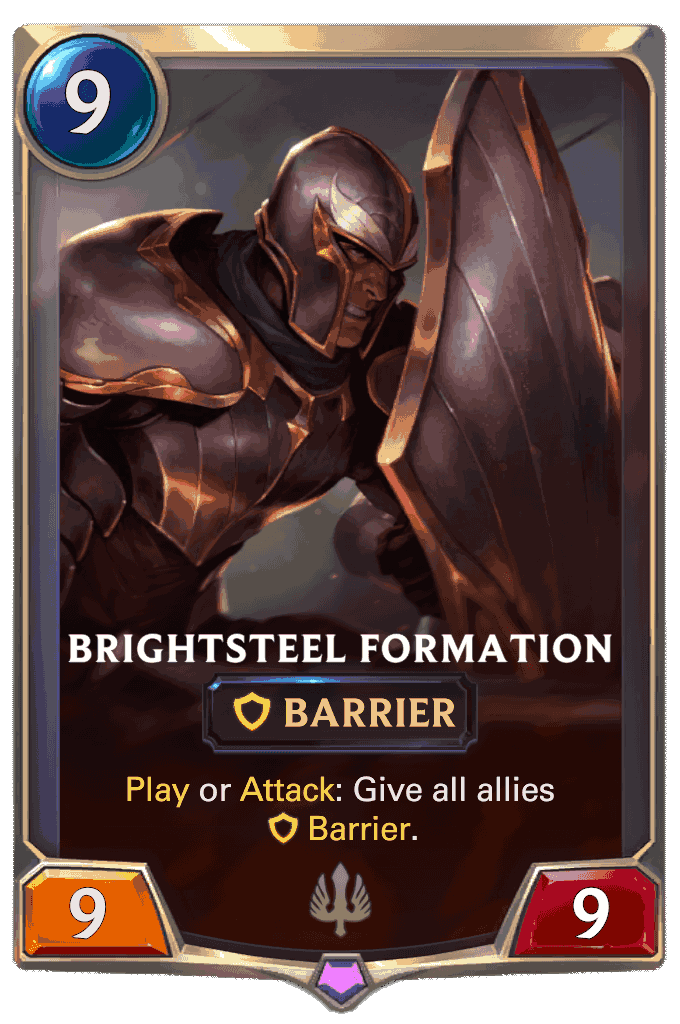 9
BRIGHTSTEEL FORMATION
BARRIER
Play or Attack: Give all allies
Barrier.
9
9